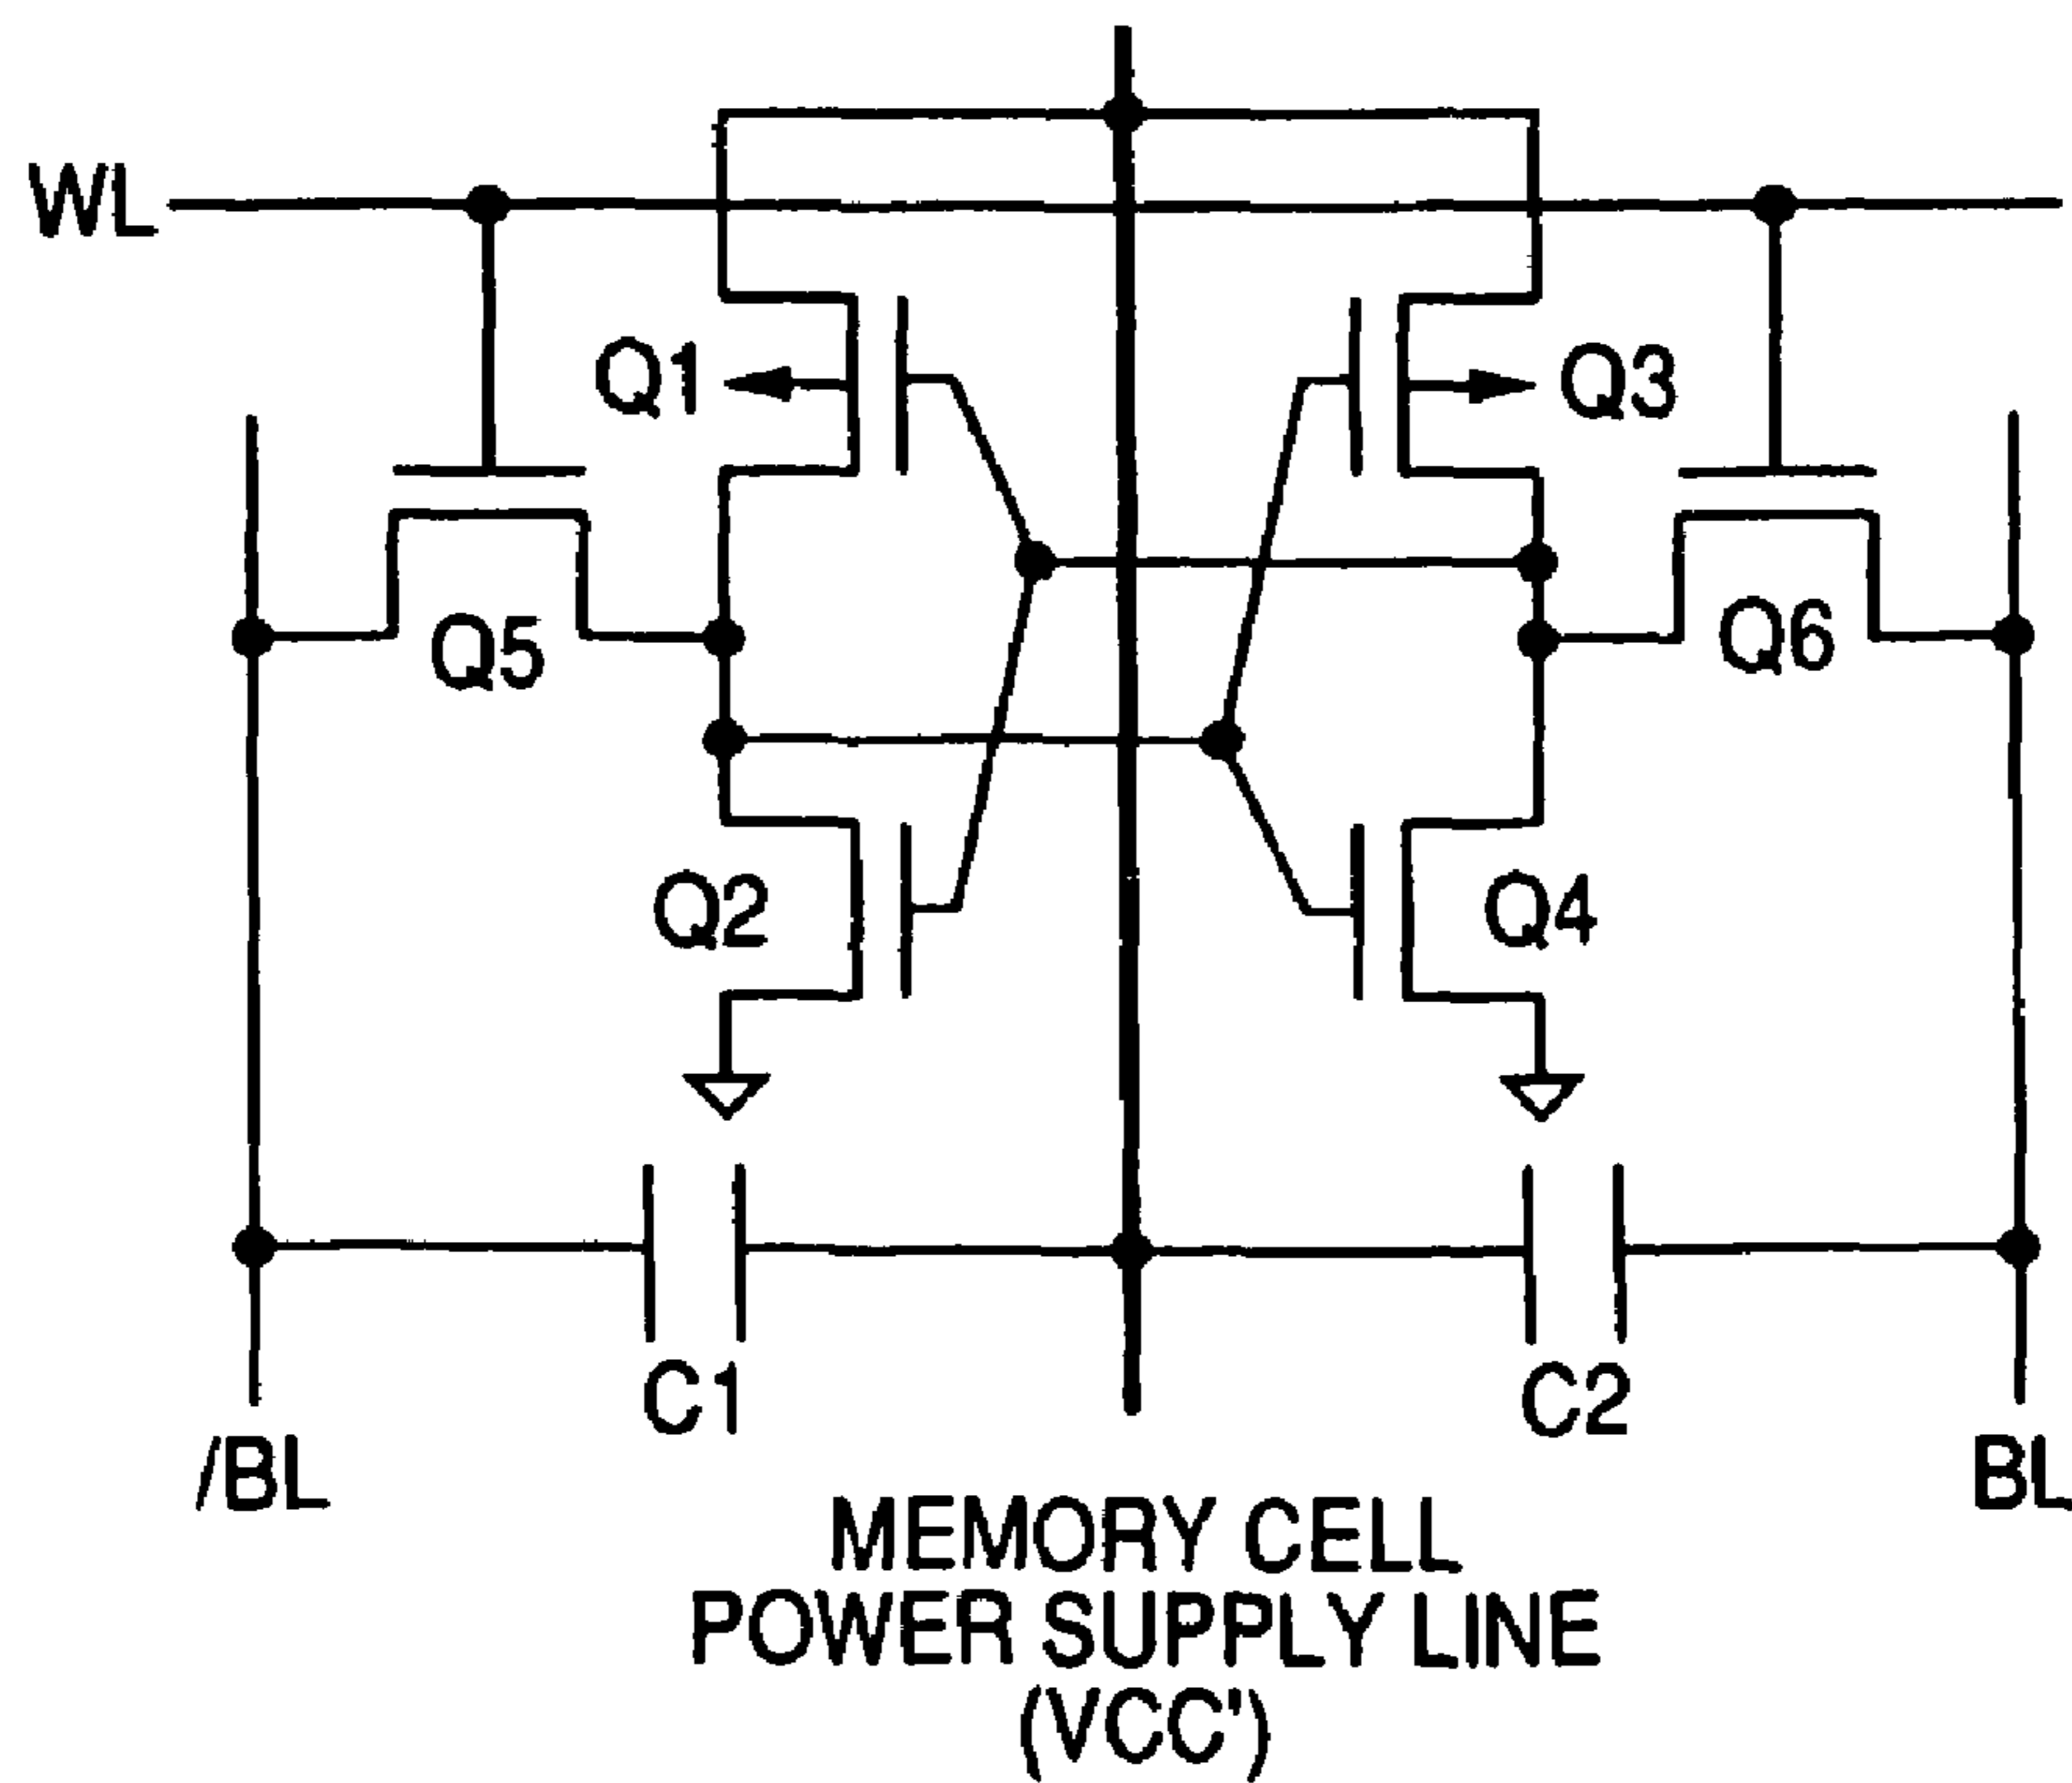 WL
Q1
Q3
Q5
Q6
Q2
Q4
C1
C2
/BL
BL
MEMORY CELL
POWER SUPPLY LINE
(VCC')